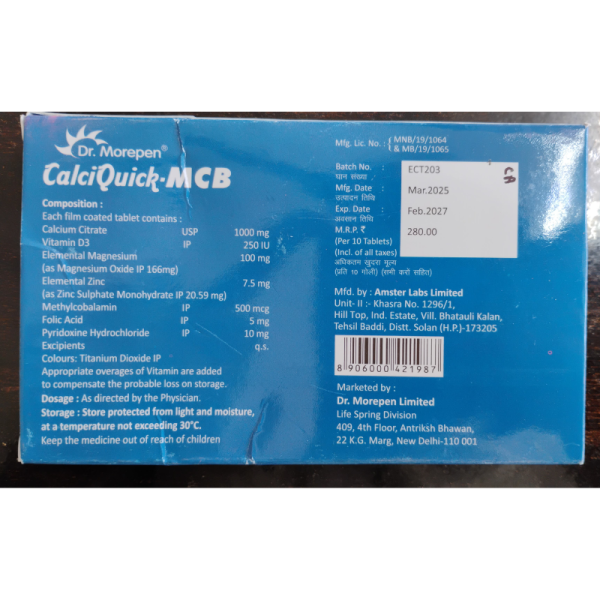 Dr. Morepen®
CalciQuick-MCB
Composition :
Each film coated tablet contains :
Calcium Citrate USP 1000 mg
Vitamin D3 IP 250 IU
Elemental Magnesium 100 mg
(as Magnesium Oxide IP 166mg)
Elemental Zinc 7.5 mg
(as Zinc Sulphate Monohydrate IP 20.59 mg)
Methylcobalamin IP 500 mcg
Folic Acid IP 5 mg
Pyridoxine Hydrochloride IP 10 mg
Excipients q.s.
Colours: Titanium Dioxide IP
Appropriate overages of Vitamin are added
to compensate the probable loss on storage.
Dosage : As directed by the Physician.
Storage : Store protected from light and moisture,
at a temperature not exceeding 30°C.
Keep the medicine out of reach of children
Mfg. Lic. No. : { MNB/19/1064
& MB/19/1065
Batch No. : ECT203
घान संख्या
Mfg. Date : Mar.2025
उत्पादन तिथि
Exp. Date : Feb.2027
अवसान तिथि
M.R.P. ₹ : 280.00
(Per 10 Tablets)
(Incl. of all taxes)
अधिकतम खुदरा मूल्य
(प्रति 10 गोली) (सभी करों सहित)
Mfd. by : Amster Labs Limited
Unit- II :- Khasra No. 1296/1,
Hill Top, Ind. Estate, Vill. Bhatauli Kalan,
Tehsil Baddi, Distt. Solan (H.P.)-173205
8 906000 421987
Marketed by :
Dr. Morepen Limited
Life Spring Division
409, 4th Floor, Antriksh Bhawan,
22 K.G. Marg, New Delhi-110 001